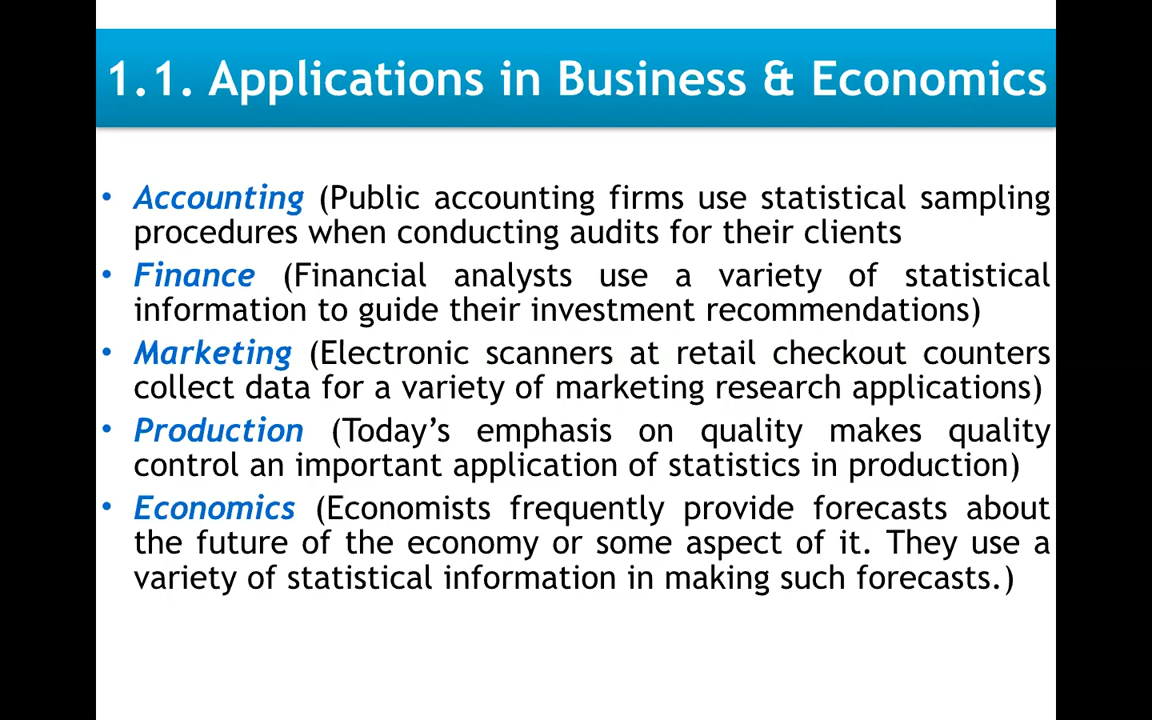 1.1. Applications in Business & Economics
• Accounting (Public accounting firms use statistical sampling
procedures when conducting audits for their clients
• Finance (Financial analysts use a variety of statistical
information to guide their investment recommendations)
• Marketing (Electronic scanners at retail checkout counters
collect data for a variety of marketing research applications)
• Production (Today’s emphasis on quality makes quality
control an important application of statistics in production)
• Economics (Economists frequently provide forecasts about
the future of the economy or some aspect of it. They use a
variety of statistical information in making such forecasts.)